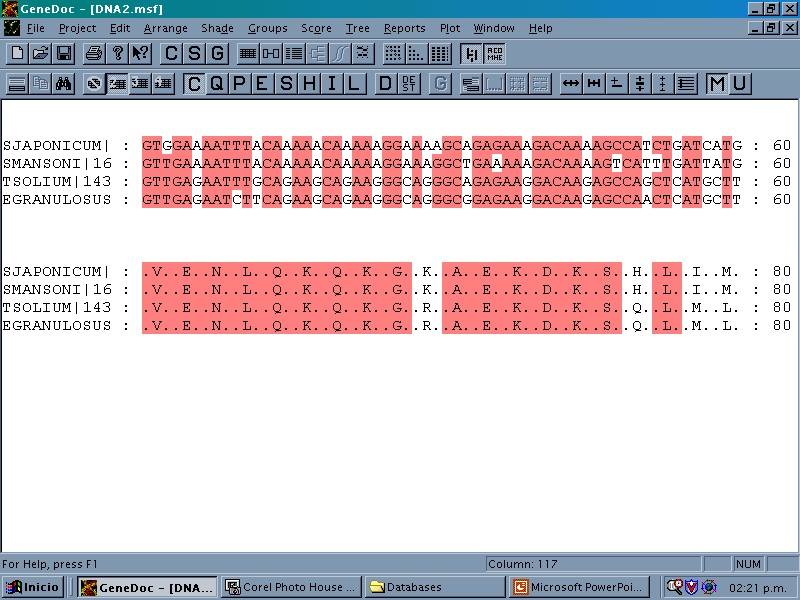 GeneDoc - [DNA2.msf]
File Project Edit Arrange Shade Groups Score Tree Reports Plot Window Help
C S G
C Q P E S H I L D DE ST G M U
SJAPONICUM| : GTGGAAAATTTACAAAAACAAAAAGGAAAAGCAGAGAAAGACAAAAGCCATCTGATCATG : 60
SMANSONI|16 : GTTGAAAATTTACAAAAACAAAAAGGAAAGGCTGAAAAAGACAAAAGTCATTTGATTATG : 60
TSOLIUM|143 : GTTGAGAATTTGCAGAAGCAGAAGGGCAGGGCAGAGAAGGACAAGAGCCAGCTCATGCTT : 60
EGRANULOSUS : GTTGAGAATCTTCAGAAGCAGAAGGGCAGGGCGGAGAAGGACAAGAGCCAACTCATGCTT : 60
SJAPONICUM| : .V..E..N..L..Q..K..Q..K..G..K..A..E..K..D..K..S..H..L..I..M. : 80
SMANSONI|16 : .V..E..N..L..Q..K..Q..K..G..K..A..E..K..D..K..S..H..L..I..M. : 80
TSOLIUM|143 : .V..E..N..L..Q..K..Q..K..G..R..A..E..K..D..K..S..Q..L..M..L. : 80
EGRANULOSUS : .V..E..N..L..Q..K..Q..K..G..R..A..E..K..D..K..S..Q..L..M..L. : 80
For Help, press F1 Column: 117 NUM
Inicio GeneDoc - [DNA... Corel Photo House ... Databases Microsoft PowerPoi... 02:21 p.m.